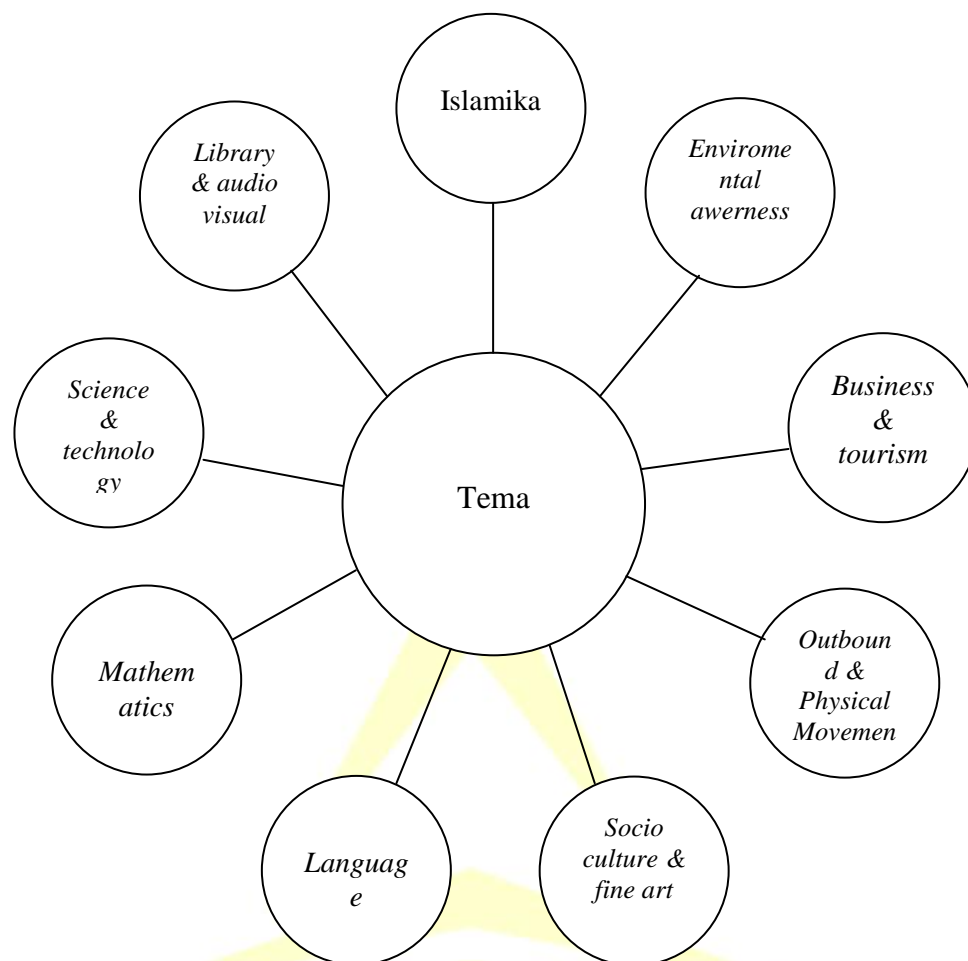 Islamika
Envirome
ntal
awerness
Business
&
tourism
Outboun
d &
Physical
Movemen
Socio
culture &
fine art
Languag
e
Mathem
atics
Science
&
technolo
gy
Library
& audio
visual
Tema